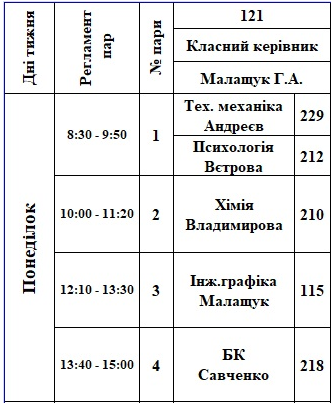 Дні тижня
Регламент
пар
№ пари
121
Класний керівник
Малащук Г.А.
Понеділок
8:30 - 9:50
1
Тех. механіка
Андреєв
229
Психологія
Вєтрова
212
10:00 - 11:20
2
Хімія
Владимирова
210
12:10 - 13:30
3
Інж.графіка
Малащук
115
13:40 - 15:00
4
БК
Савченко
218